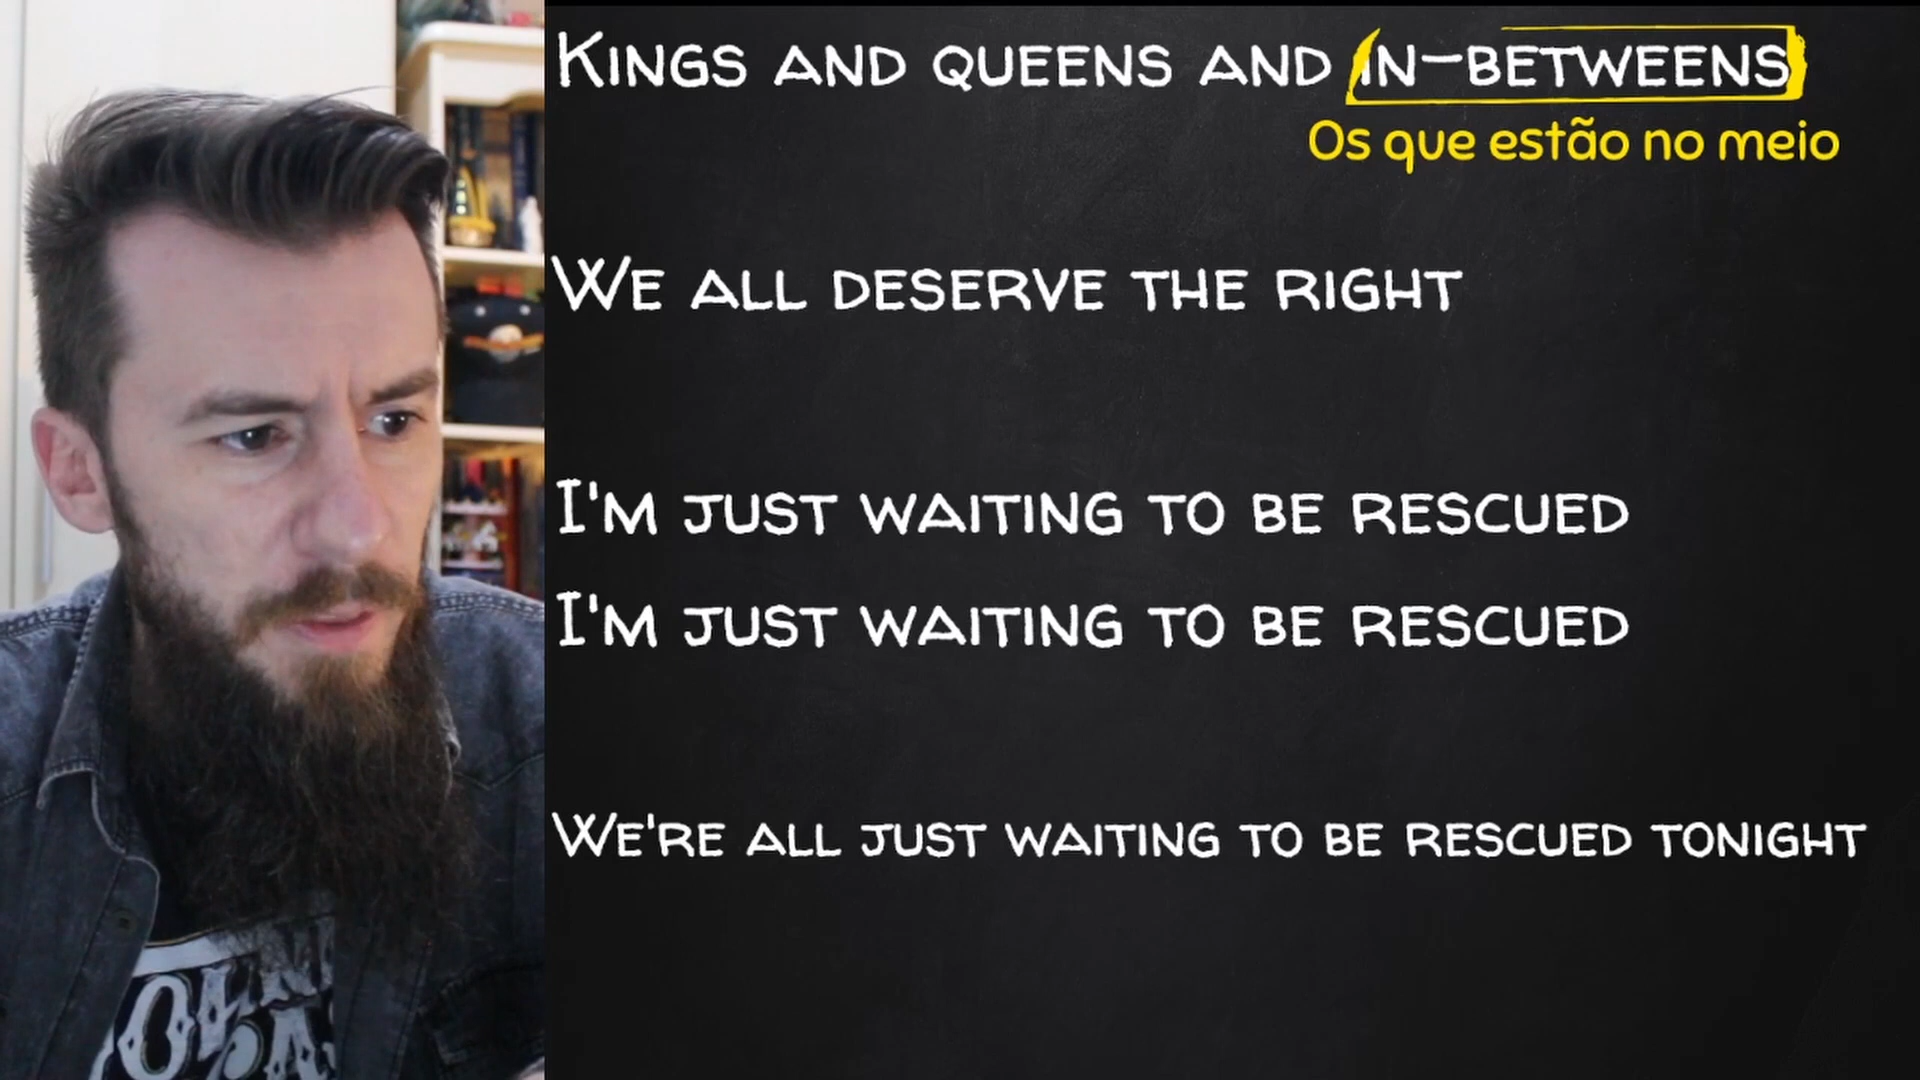 KINGS AND QUEENS AND IN-BETWEENS
Os que estão no meio
WE ALL DESERVE THE RIGHT
I'M JUST WAITING TO BE RESCUED
I'M JUST WAITING TO BE RESCUED
WE'RE ALL JUST WAITING TO BE RESCUED TONIGHT